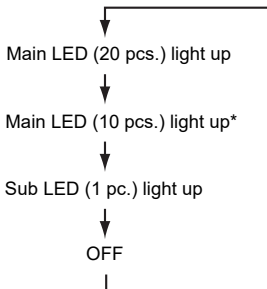 Main LED (20 pcs.) light up
Main LED (10 pcs.) light up*
Sub LED (1 pc.) light up
OFF